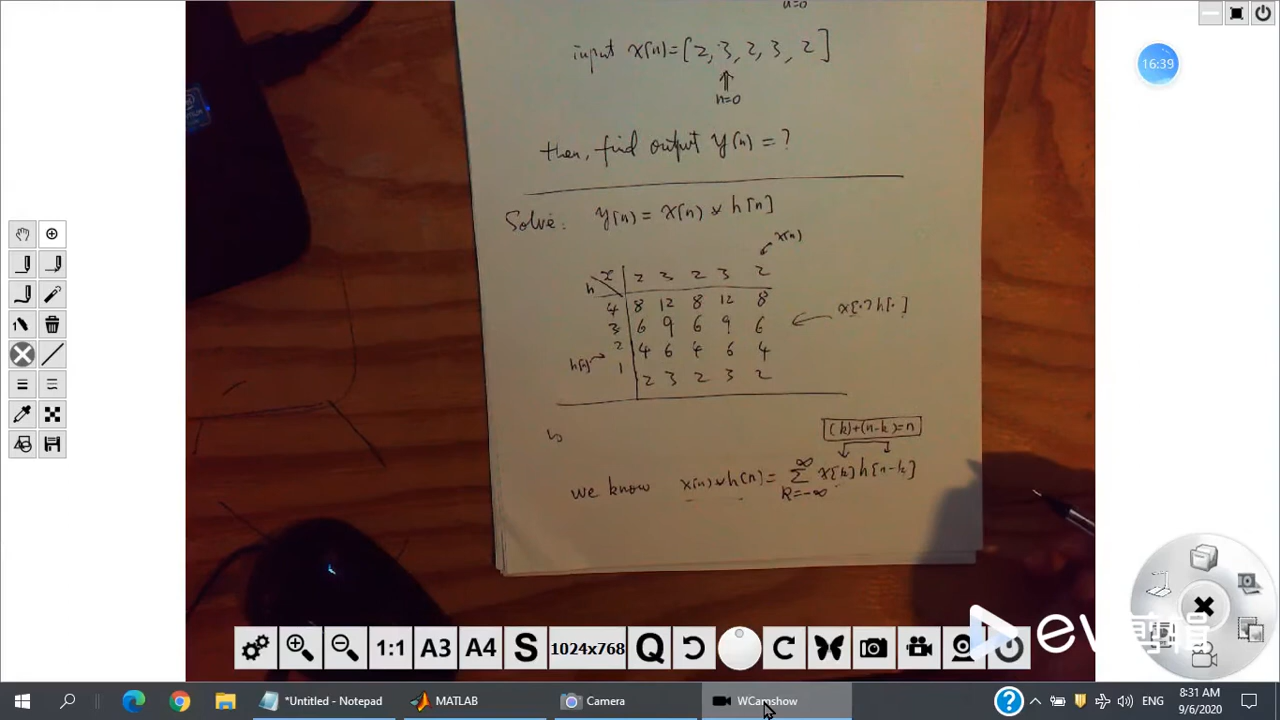 n=0
input x[n]=[2, 3, 2, 3, 2]
16:39
⇑
n=0
then, find output y[n] = ?
Solve: y[n] = x[n] * h[n]
x[n]
x 2 3 2 3 2
h
4 8 12 8 12 8
x[·] h[·]
3 6 9 6 9 6
2 4 6 4 6 4
h[n]
1 2 3 2 3 2
(k)+(n-k)=n
we know x[n]*h[n] = ∑ x[k] h[n-k]
∞
k=-∞
1:1 A3 A4 S 1024x768 Q
*Untitled - Notepad MATLAB Camera WCamshow ENG 8:31 AM
9/6/2020